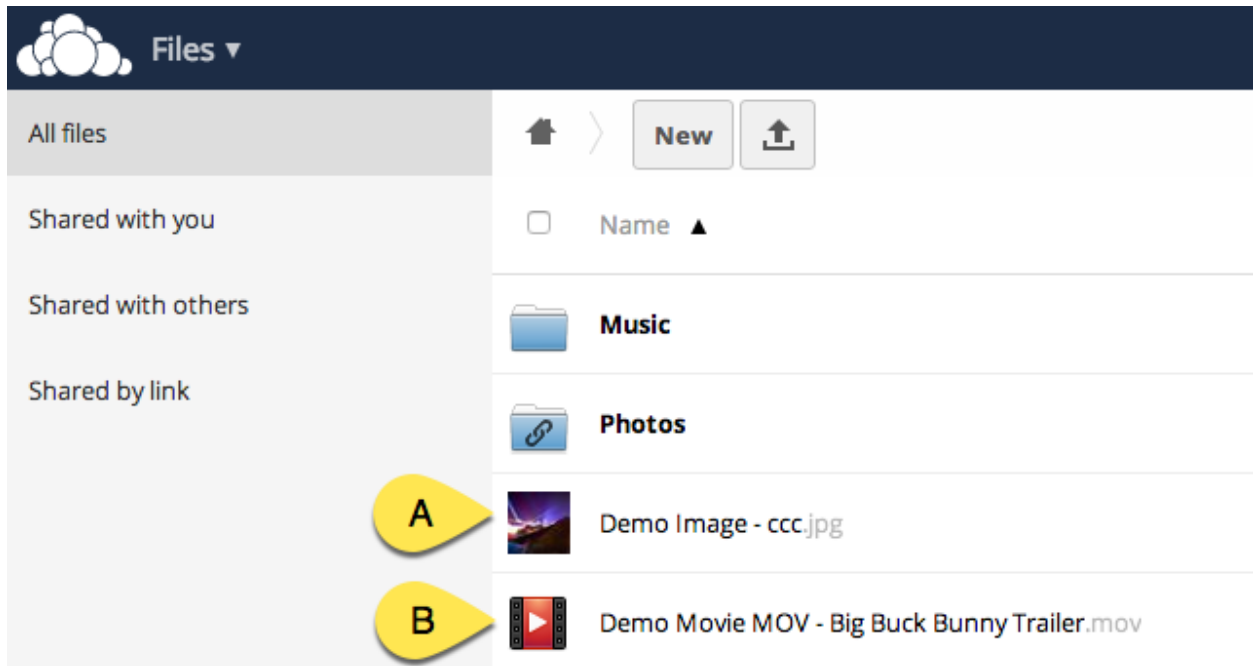 Files ▾
All files
New
Shared with you
Name ▲
Shared with others
Music
Shared by link
Photos
A
Demo Image - ccc.jpg
B
Demo Movie MOV - Big Buck Bunny Trailer.mov